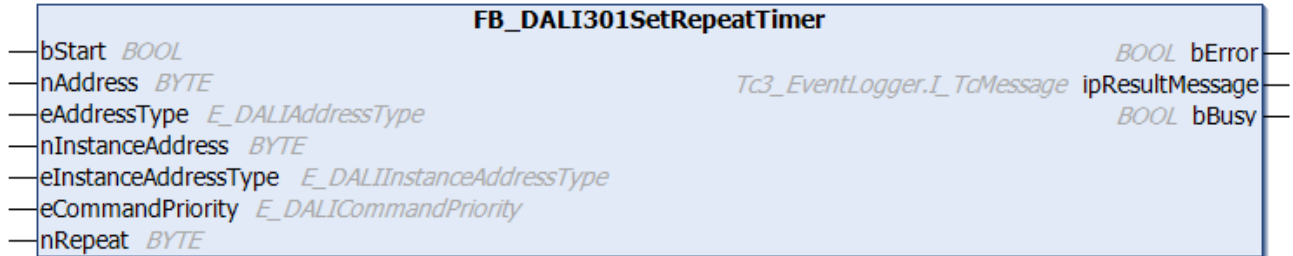 FB_DALI301SetRepeatTimer
bStart BOOL
BOOL bError
nAddress BYTE
Tc3_EventLogger.I_TcMessage ipResultMessage
eAddressType E_DALIAddressType
BOOL bBusy
nInstanceAddress BYTE
eInstanceAddressType E_DALIInstanceAddressType
eCommandPriority E_DALICommandPriority
nRepeat BYTE